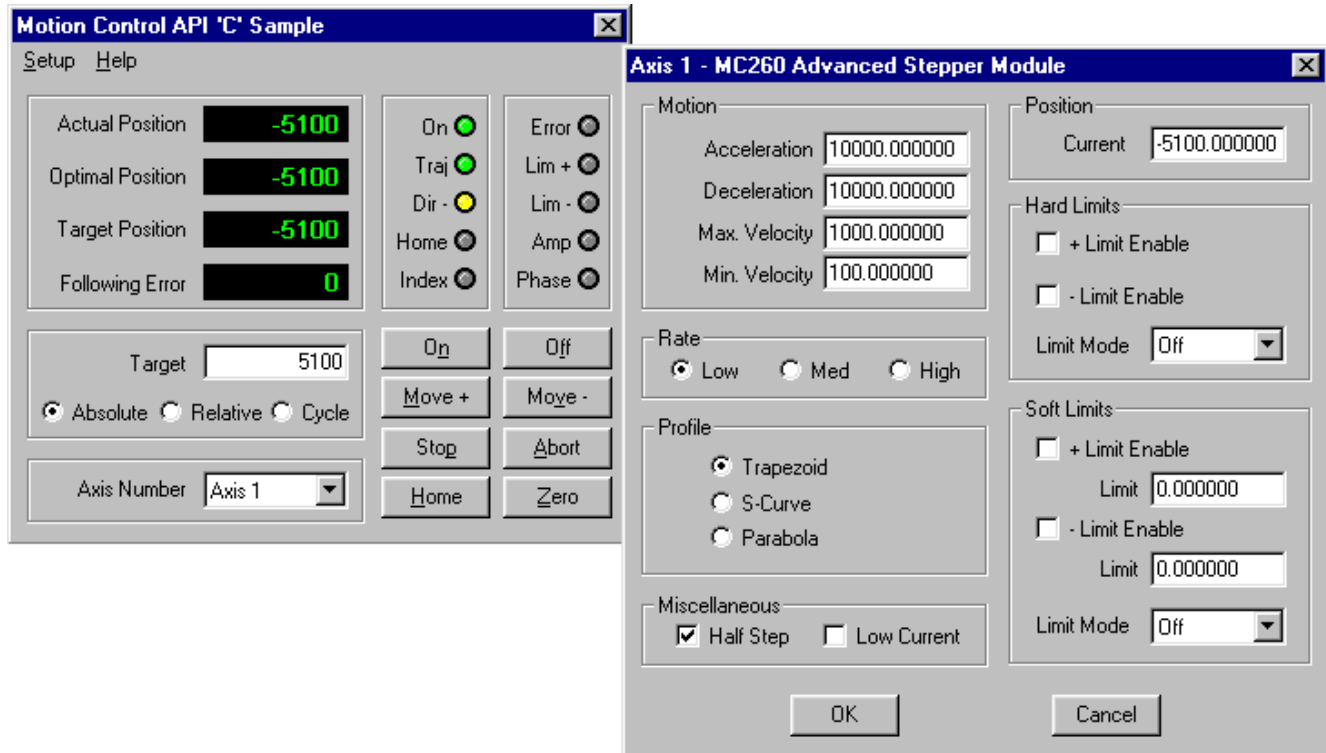 Motion Control API 'C' Sample
Setup Help
Actual Position -5100
Optimal Position -5100
Target Position -5100
Following Error 0
On
Traj
Dir -
Home
Index
Error
Lim +
Lim -
Amp
Phase
Target 5100
Absolute Relative Cycle
Axis Number Axis 1
On Off
Move + Move -
Stop Abort
Home Zero
Axis 1 - MC260 Advanced Stepper Module
Motion
Acceleration 10000.000000
Deceleration 10000.000000
Max. Velocity 1000.000000
Min. Velocity 100.000000
Rate
Low Med High
Profile
Trapezoid
S-Curve
Parabola
Miscellaneous
Half Step Low Current
Position
Current -5100.000000
Hard Limits
+ Limit Enable
- Limit Enable
Limit Mode Off
Soft Limits
+ Limit Enable
Limit 0.000000
- Limit Enable
Limit 0.000000
Limit Mode Off
OK Cancel